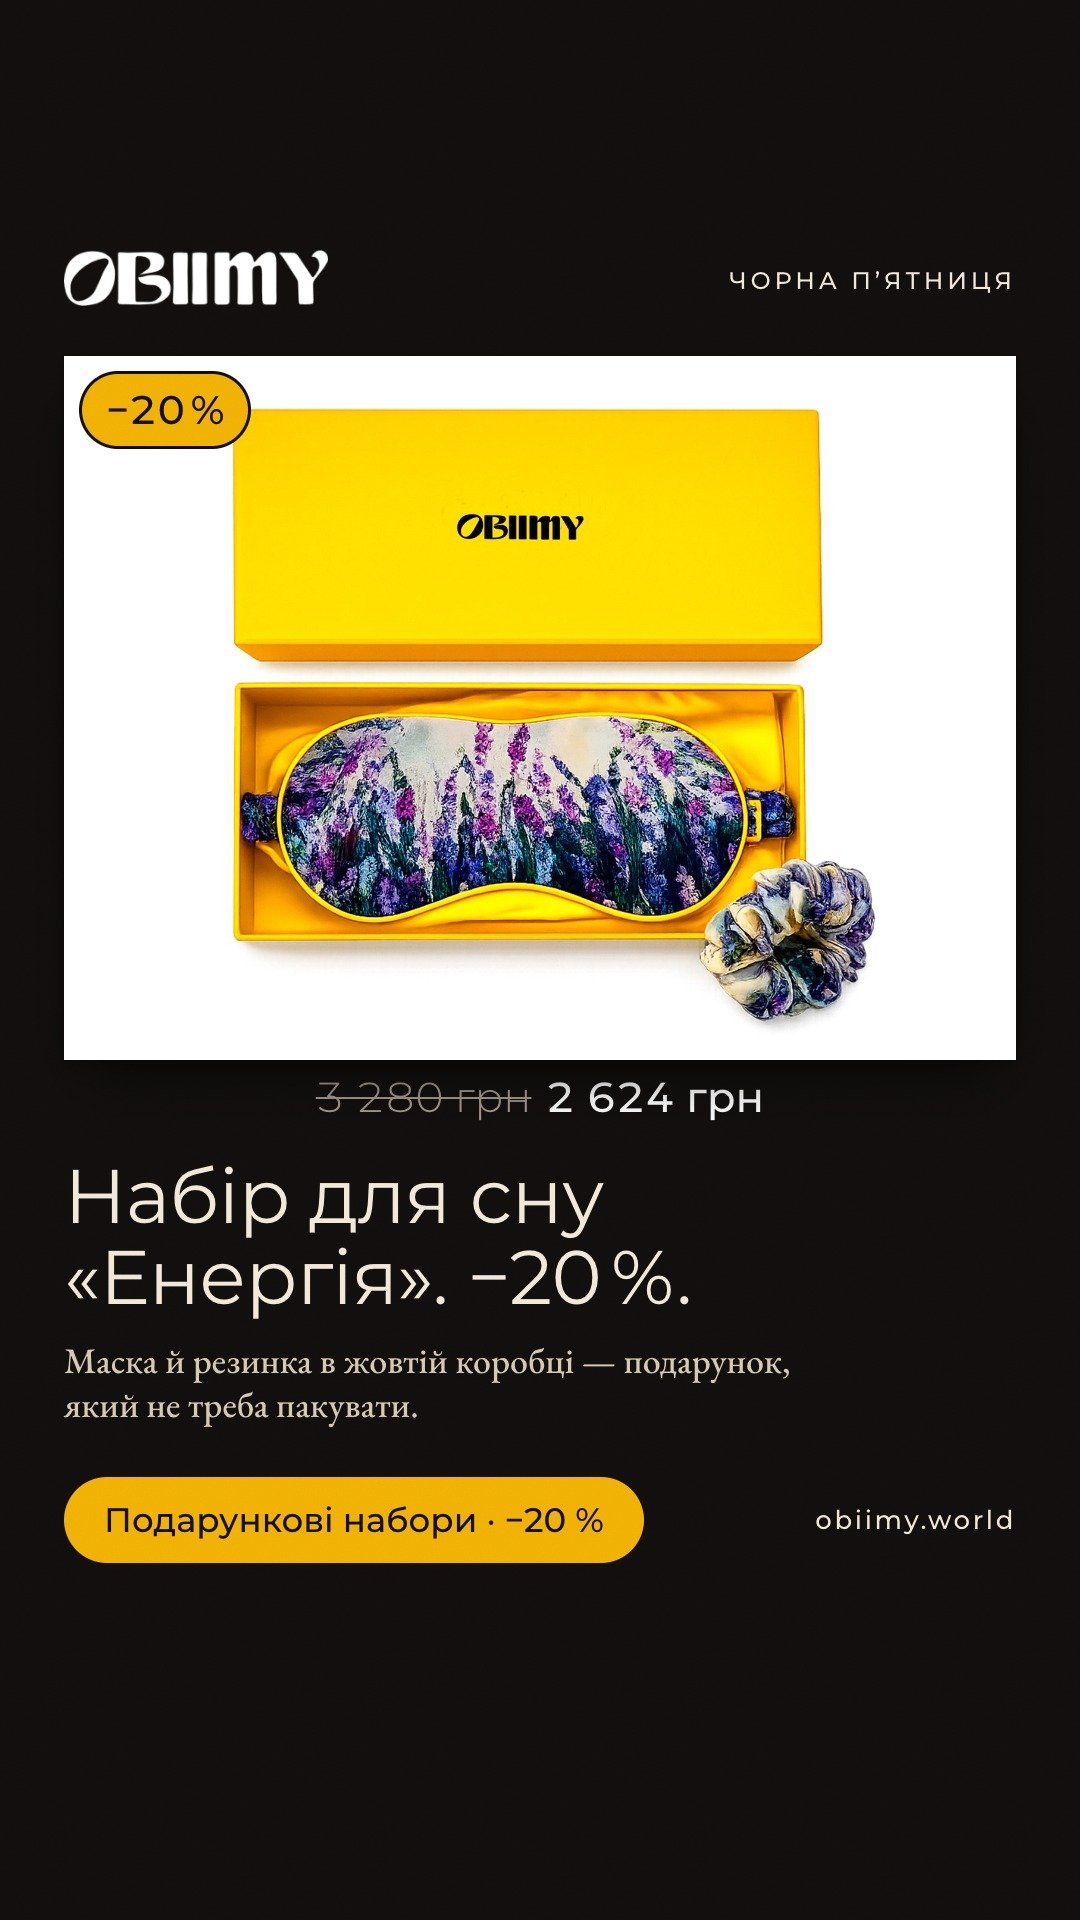 OBIIMY
ЧОРНА П’ЯТНИЦЯ
−20 %
OBIIMY
3 280 грн 2 624 грн
Набір для сну
«Енергія». −20 %.
Маска й резинка в жовтій коробці — подарунок,
який не треба пакувати.
Подарункові набори · −20 %
obiimy.world